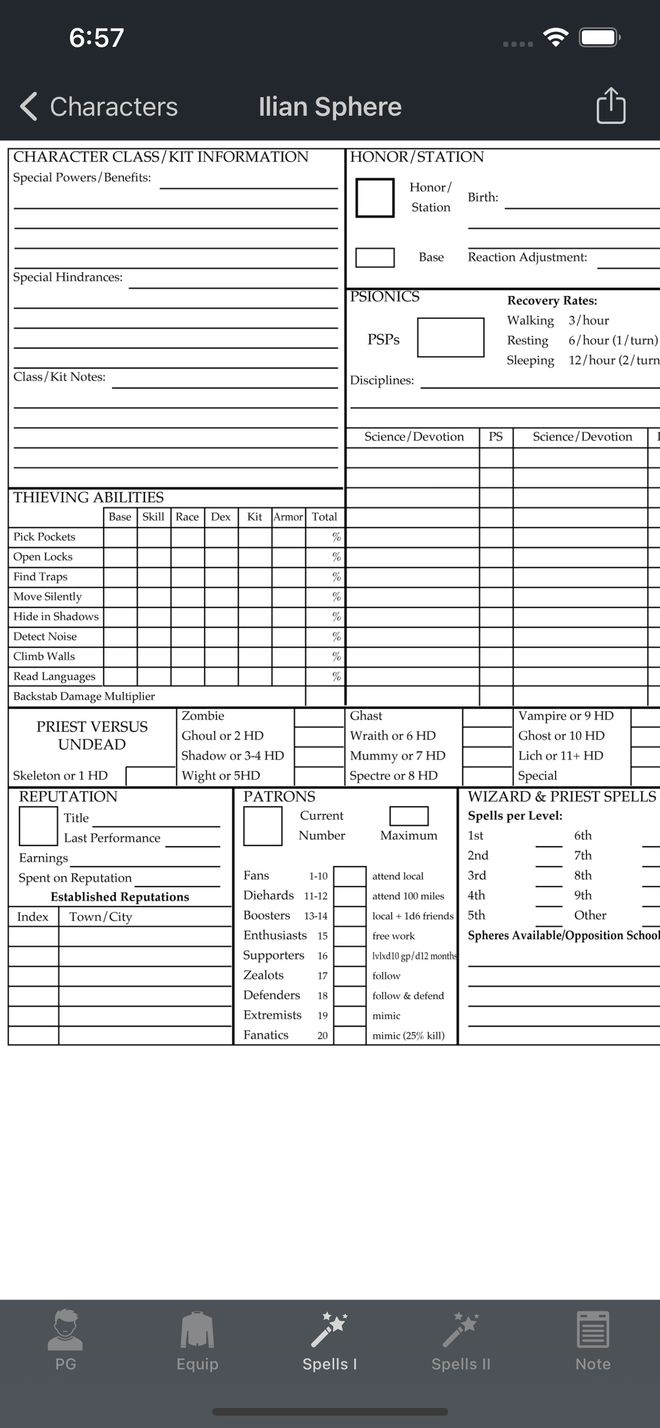 6:57
Characters
Ilian Sphere
CHARACTER CLASS/KIT INFORMATION
Special Powers/Benefits:
Special Hindrances:
Class/Kit Notes:
HONOR/STATION
Honor/
Station
Birth:
Base
Reaction Adjustment:
PSIONICS
PSPs
Recovery Rates:
Walking 3/hour
Resting 6/hour (1/turn)
Sleeping 12/hour (2/turn
Disciplines:
Science/Devotion PS Science/Devotion
THIEVING ABILITIES
Base Skill Race Dex Kit Armor Total
Pick Pockets %
Open Locks %
Find Traps %
Move Silently %
Hide in Shadows %
Detect Noise %
Climb Walls %
Read Languages %
Backstab Damage Multiplier
PRIEST VERSUS
UNDEAD
Skeleton or 1 HD
Zombie
Ghoul or 2 HD
Shadow or 3-4 HD
Wight or 5HD
Ghast
Wraith or 6 HD
Mummy or 7 HD
Spectre or 8 HD
Vampire or 9 HD
Ghost or 10 HD
Lich or 11+ HD
Special
REPUTATION
Title
Last Performance
Earnings
Spent on Reputation
Established Reputations
Index Town/City
PATRONS
Current
Number
Maximum
Fans 1-10 attend local
Diehards 11-12 attend 100 miles
Boosters 13-14 local + 1d6 friends
Enthusiasts 15 free work
Supporters 16 lvlxd10 gp/d12 months
Zealots 17 follow
Defenders 18 follow & defend
Extremists 19 mimic
Fanatics 20 mimic (25% kill)
WIZARD & PRIEST SPELLS
Spells per Level:
1st 6th
2nd 7th
3rd 8th
4th 9th
5th Other
Spheres Available/Opposition School
PG
Equip
Spells I
Spells II
Note